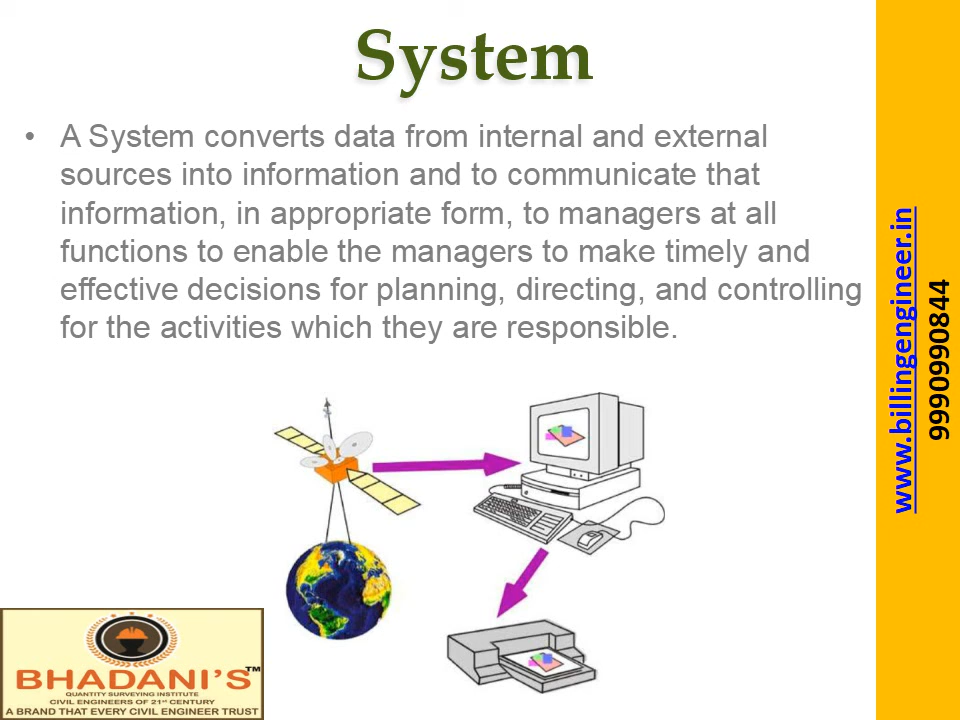 System
• A System converts data from internal and external
sources into information and to communicate that
information, in appropriate form, to managers at all
functions to enable the managers to make timely and
effective decisions for planning, directing, and controlling
for the activities which they are responsible.
www.billingengineer.in
9990990844
BHADANI'S™
QUANTITY SURVEYING INSTITUTE
CIVIL ENGINEERS OF 21ST CENTURY
A BRAND THAT EVERY CIVIL ENGINEER TRUST